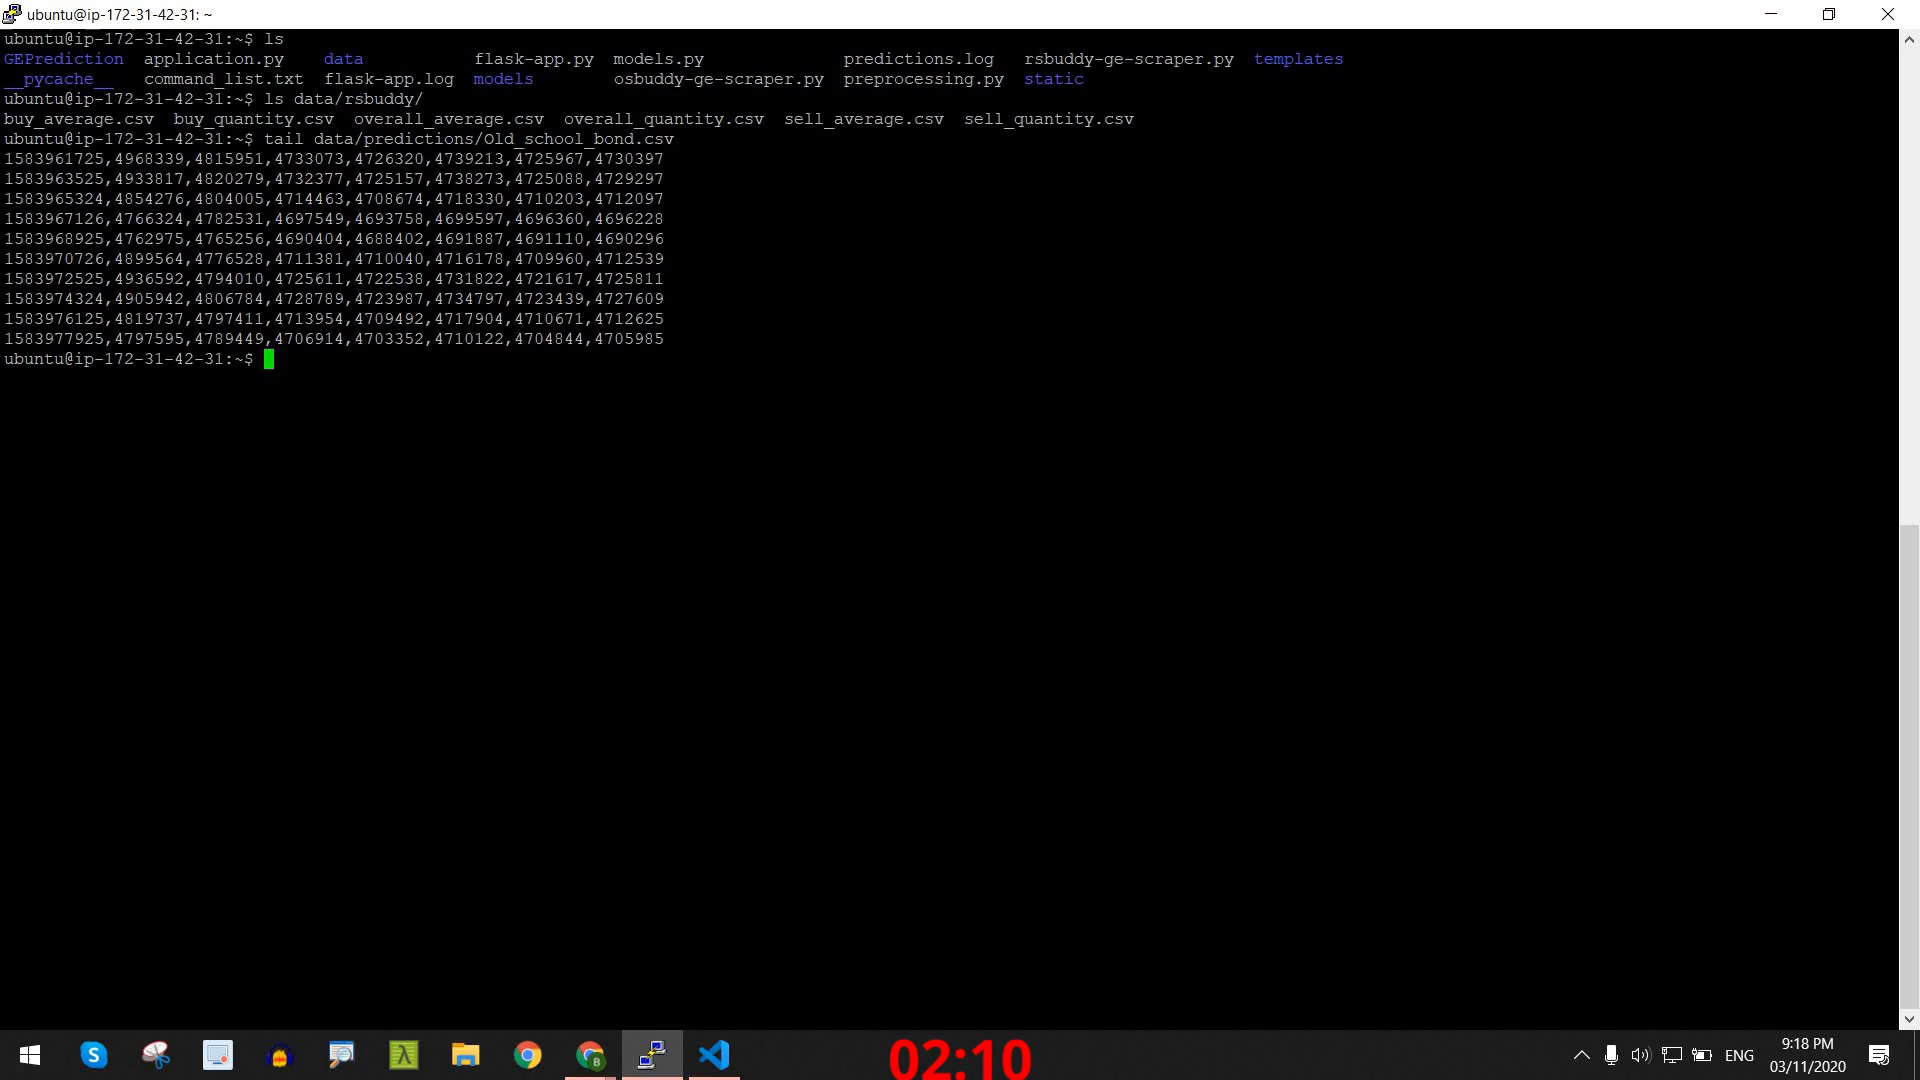 ubuntu@ip-172-31-42-31: ~
ubuntu@ip-172-31-42-31:~$ ls
GEPrediction  application.py    data           flask-app.py  models.py              predictions.log   rsbuddy-ge-scraper.py  templates
__pycache__   command_list.txt  flask-app.log  models        osbuddy-ge-scraper.py  preprocessing.py  static
ubuntu@ip-172-31-42-31:~$ ls data/rsbuddy/
buy_average.csv  buy_quantity.csv  overall_average.csv  overall_quantity.csv  sell_average.csv  sell_quantity.csv
ubuntu@ip-172-31-42-31:~$ tail data/predictions/Old_school_bond.csv
1583961725,4968339,4815951,4733073,4726320,4739213,4725967,4730397
1583963525,4933817,4820279,4732377,4725157,4738273,4725088,4729297
1583965324,4854276,4804005,4714463,4708674,4718330,4710203,4712097
1583967126,4766324,4782531,4697549,4693758,4699597,4696360,4696228
1583968925,4762975,4765256,4690404,4688402,4691887,4691110,4690296
1583970726,4899564,4776528,4711381,4710040,4716178,4709960,4712539
1583972525,4936592,4794010,4725611,4722538,4731822,4721617,4725811
1583974324,4905942,4806784,4728789,4723987,4734797,4723439,4727609
1583976125,4819737,4797411,4713954,4709492,4717904,4710671,4712625
1583977925,4797595,4789449,4706914,4703352,4710122,4704844,4705985
ubuntu@ip-172-31-42-31:~$
02:10
ENG
9:18 PM
03/11/2020